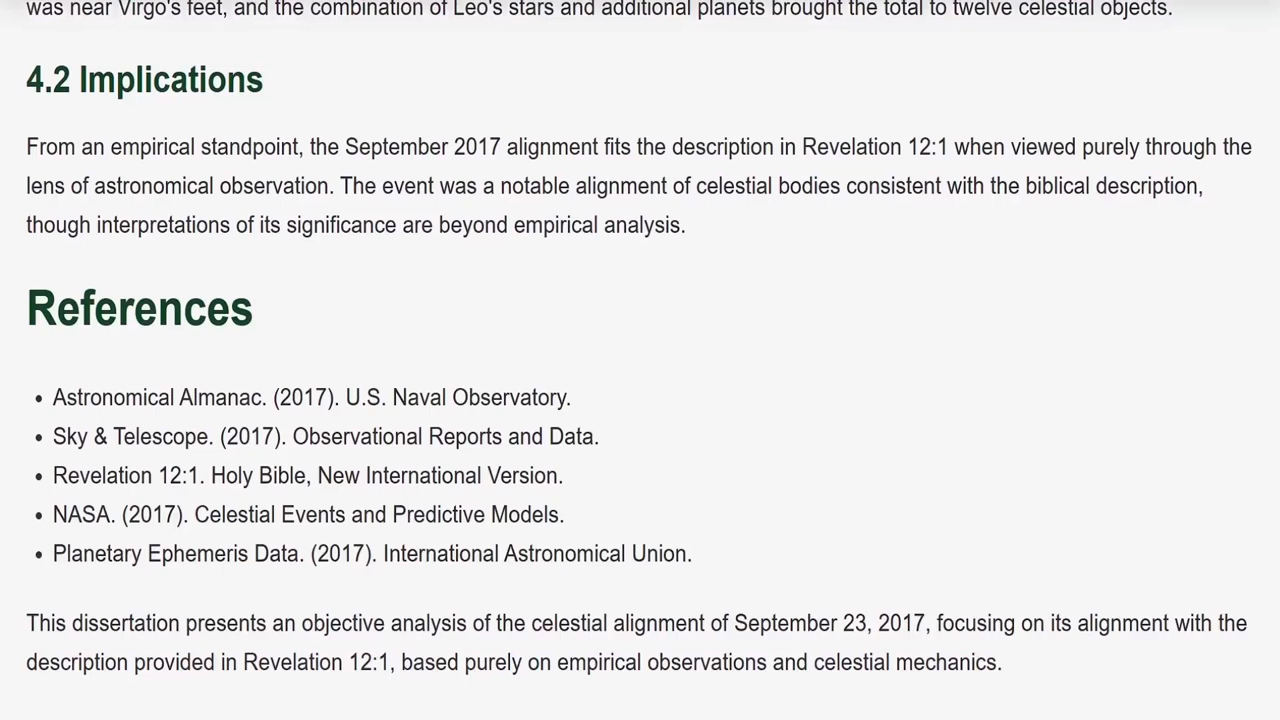 was near Virgo's feet, and the combination of Leo's stars and additional planets brought the total to twelve celestial objects.
4.2 Implications
From an empirical standpoint, the September 2017 alignment fits the description in Revelation 12:1 when viewed purely through the
lens of astronomical observation. The event was a notable alignment of celestial bodies consistent with the biblical description,
though interpretations of its significance are beyond empirical analysis.
References
• Astronomical Almanac. (2017). U.S. Naval Observatory.
• Sky & Telescope. (2017). Observational Reports and Data.
• Revelation 12:1. Holy Bible, New International Version.
• NASA. (2017). Celestial Events and Predictive Models.
• Planetary Ephemeris Data. (2017). International Astronomical Union.
This dissertation presents an objective analysis of the celestial alignment of September 23, 2017, focusing on its alignment with the
description provided in Revelation 12:1, based purely on empirical observations and celestial mechanics.